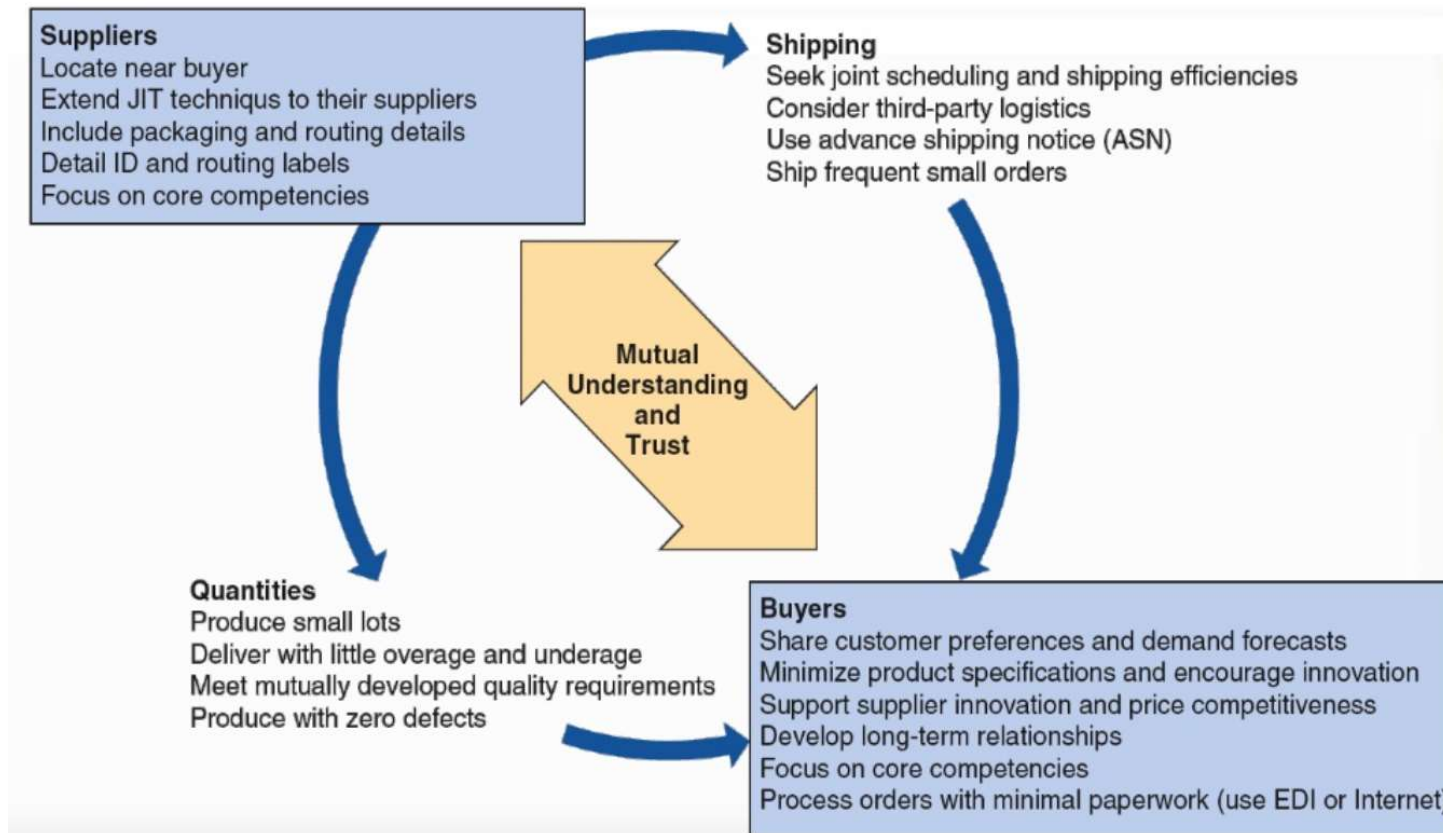 Suppliers
Locate near buyer
Extend JIT techniqus to their suppliers
Include packaging and routing details
Detail ID and routing labels
Focus on core competencies
Shipping
Seek joint scheduling and shipping efficiencies
Consider third-party logistics
Use advance shipping notice (ASN)
Ship frequent small orders
Mutual
Understanding
and
Trust
Quantities
Produce small lots
Deliver with little overage and underage
Meet mutually developed quality requirements
Produce with zero defects
Buyers
Share customer preferences and demand forecasts
Minimize product specifications and encourage innovation
Support supplier innovation and price competitiveness
Develop long-term relationships
Focus on core competencies
Process orders with minimal paperwork (use EDI or Internet)